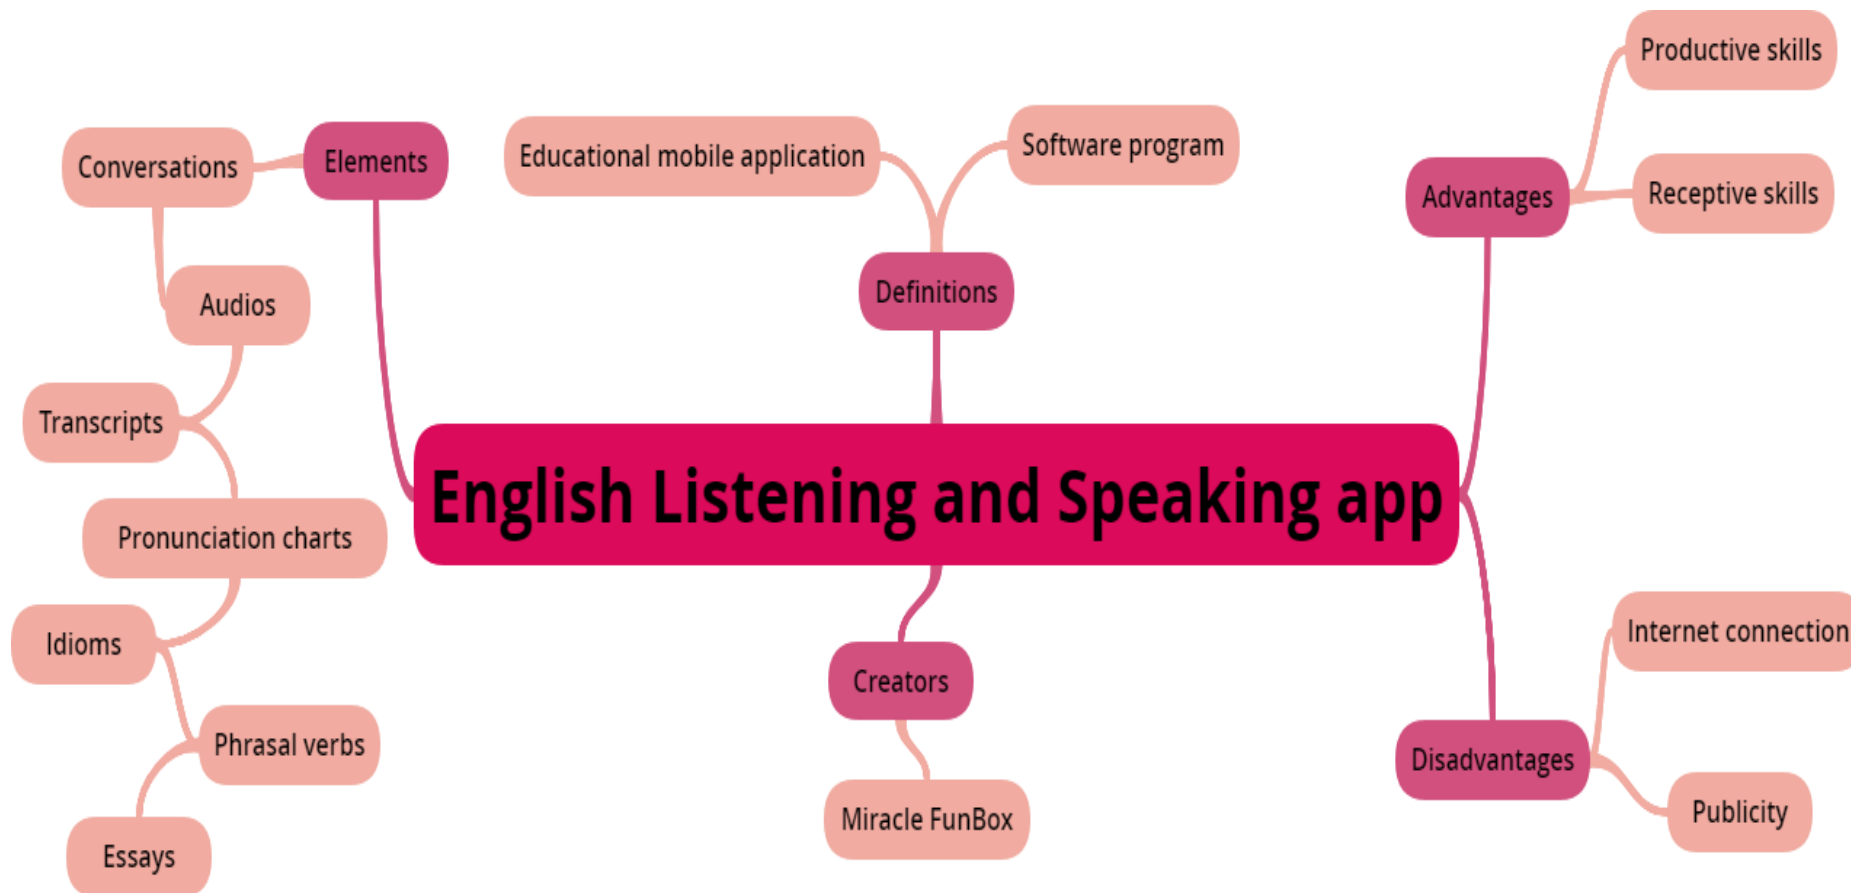 English Listening and Speaking app
Elements
Conversations
Audios
Transcripts
Pronunciation charts
Idioms
Phrasal verbs
Essays
Definitions
Educational mobile application
Software program
Creators
Miracle FunBox
Advantages
Productive skills
Receptive skills
Disadvantages
Internet connection
Publicity